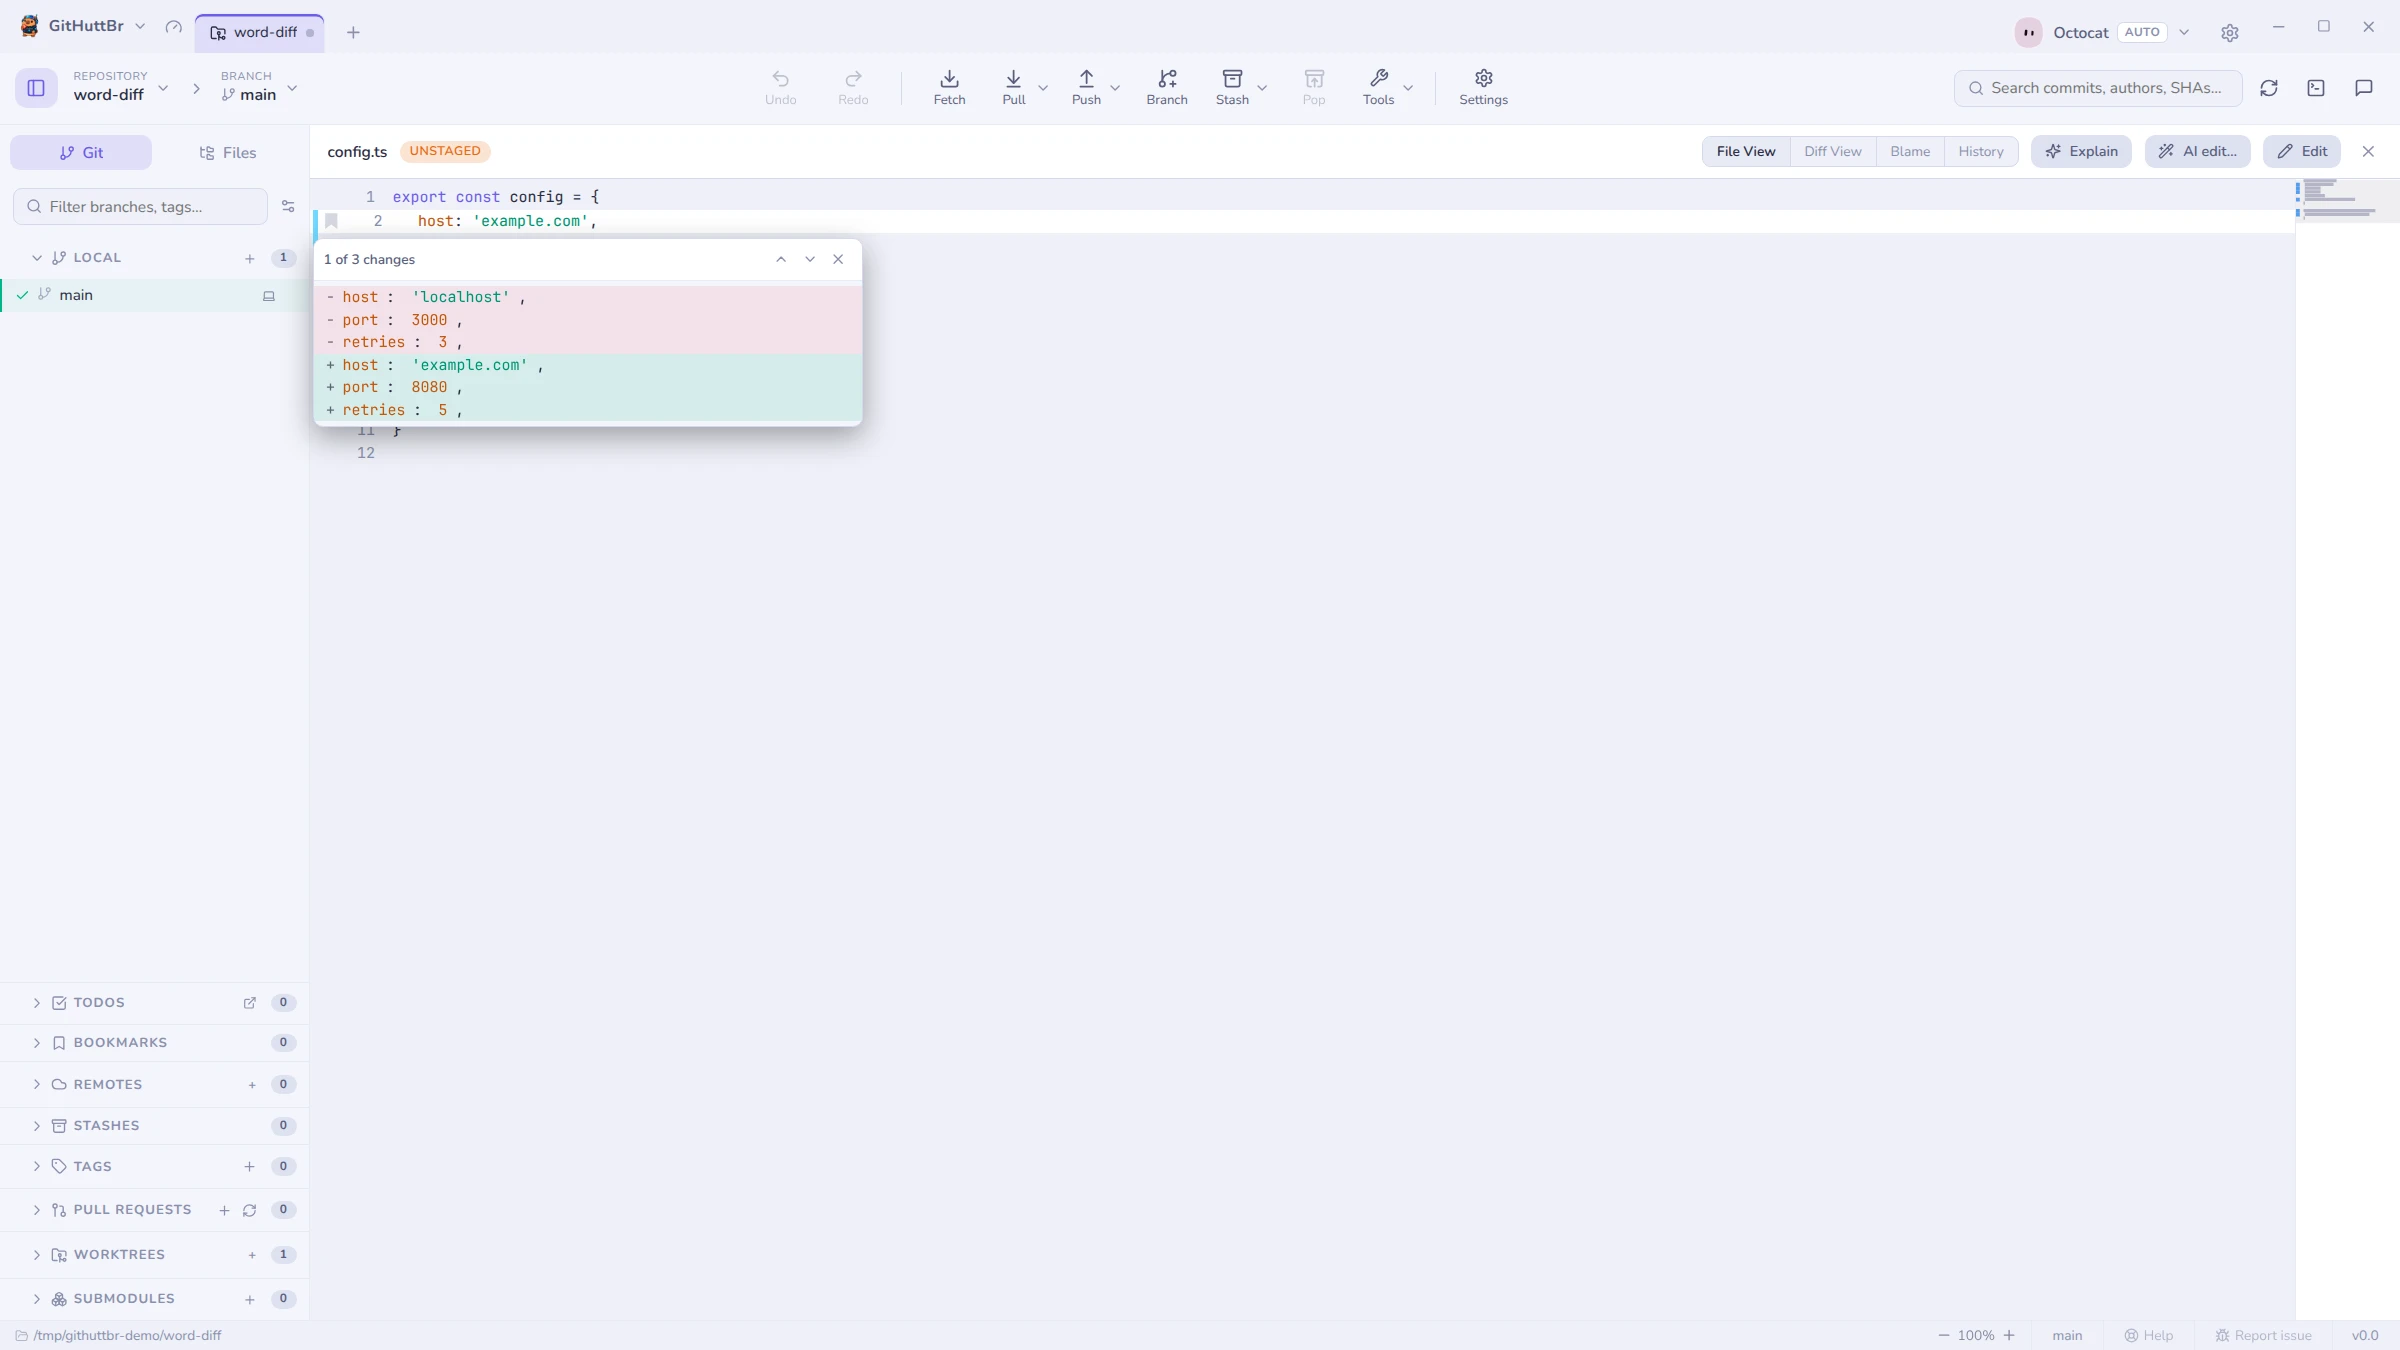 GitHuttBr
word-diff
Octocat AUTO
REPOSITORY
word-diff
BRANCH
main
Undo
Redo
Fetch
Pull
Push
Branch
Stash
Pop
Tools
Settings
Search commits, authors, SHAs...
Git
Files
config.ts UNSTAGED
File View
Diff View
Blame
History
Explain
AI edit...
Edit
Filter branches, tags...
LOCAL 1
main
1 export const config = {
2 host: 'example.com',
1 of 3 changes
- host : 'localhost' ,
- port : 3000 ,
- retries : 3 ,
+ host : 'example.com' ,
+ port : 8080 ,
+ retries : 5 ,
11 }
12
TODOS 0
BOOKMARKS 0
REMOTES + 0
STASHES 0
TAGS + 0
PULL REQUESTS + 0
WORKTREES + 1
SUBMODULES + 0
/tmp/githuttbr-demo/word-diff
— 100% +
main
Help
Report issue
v0.0